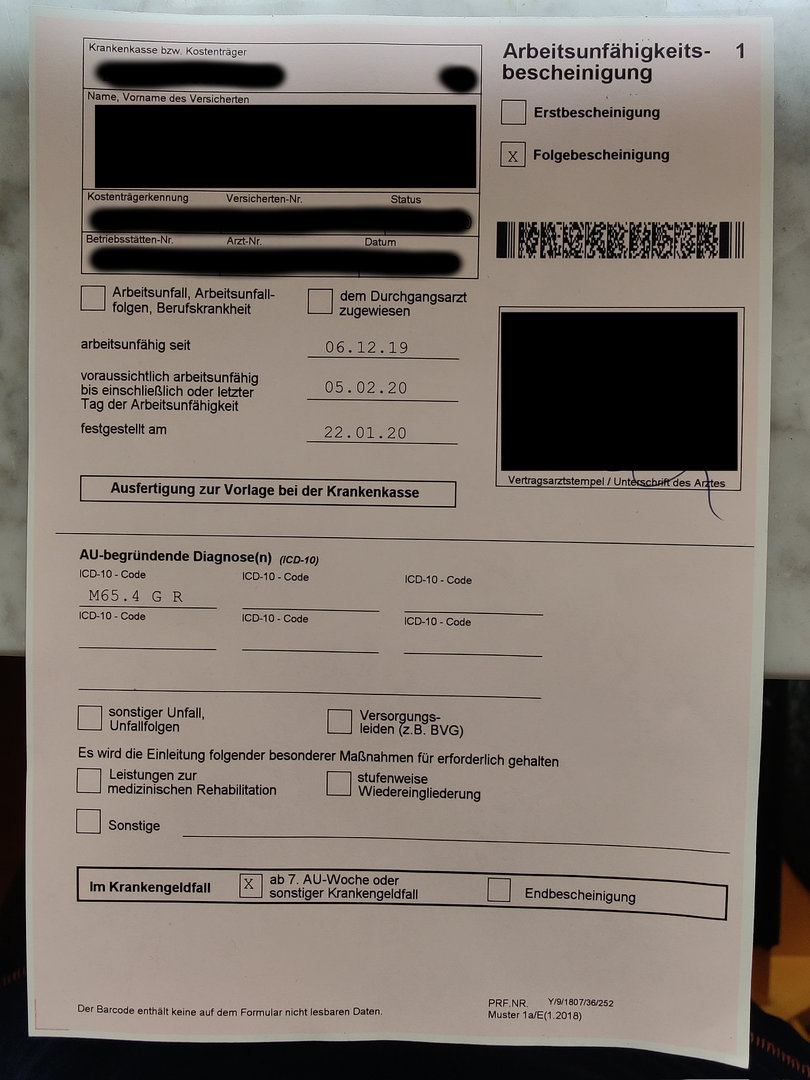 Krankenkasse bzw. Kostenträger
Name, Vorname des Versicherten
Kostenträgerkennung Versicherten-Nr. Status
Betriebsstätten-Nr. Arzt-Nr. Datum
Arbeitsunfähigkeits- 1
bescheinigung
Erstbescheinigung
X Folgebescheinigung
Arbeitsunfall, Arbeitsunfall-
folgen, Berufskrankheit
dem Durchgangsarzt
zugewiesen
arbeitsunfähig seit 06.12.19
voraussichtlich arbeitsunfähig
bis einschließlich oder letzter 05.02.20
Tag der Arbeitsunfähigkeit
festgestellt am 22.01.20
Vertragsarztstempel / Unterschrift des Arztes
Ausfertigung zur Vorlage bei der Krankenkasse
AU-begründende Diagnose(n) (ICD-10)
ICD-10 - Code ICD-10 - Code ICD-10 - Code
M65.4 G R
ICD-10 - Code ICD-10 - Code ICD-10 - Code
sonstiger Unfall,
Unfallfolgen
Versorgungs-
leiden (z.B. BVG)
Es wird die Einleitung folgender besonderer Maßnahmen für erforderlich gehalten
Leistungen zur
medizinischen Rehabilitation
stufenweise
Wiedereingliederung
Sonstige
Im Krankengeldfall
X ab 7. AU-Woche oder
sonstiger Krankengeldfall
Endbescheinigung
Der Barcode enthält keine auf dem Formular nicht lesbaren Daten.
PRF.NR. Y/9/1807/36/252
Muster 1a/E(1.2018)